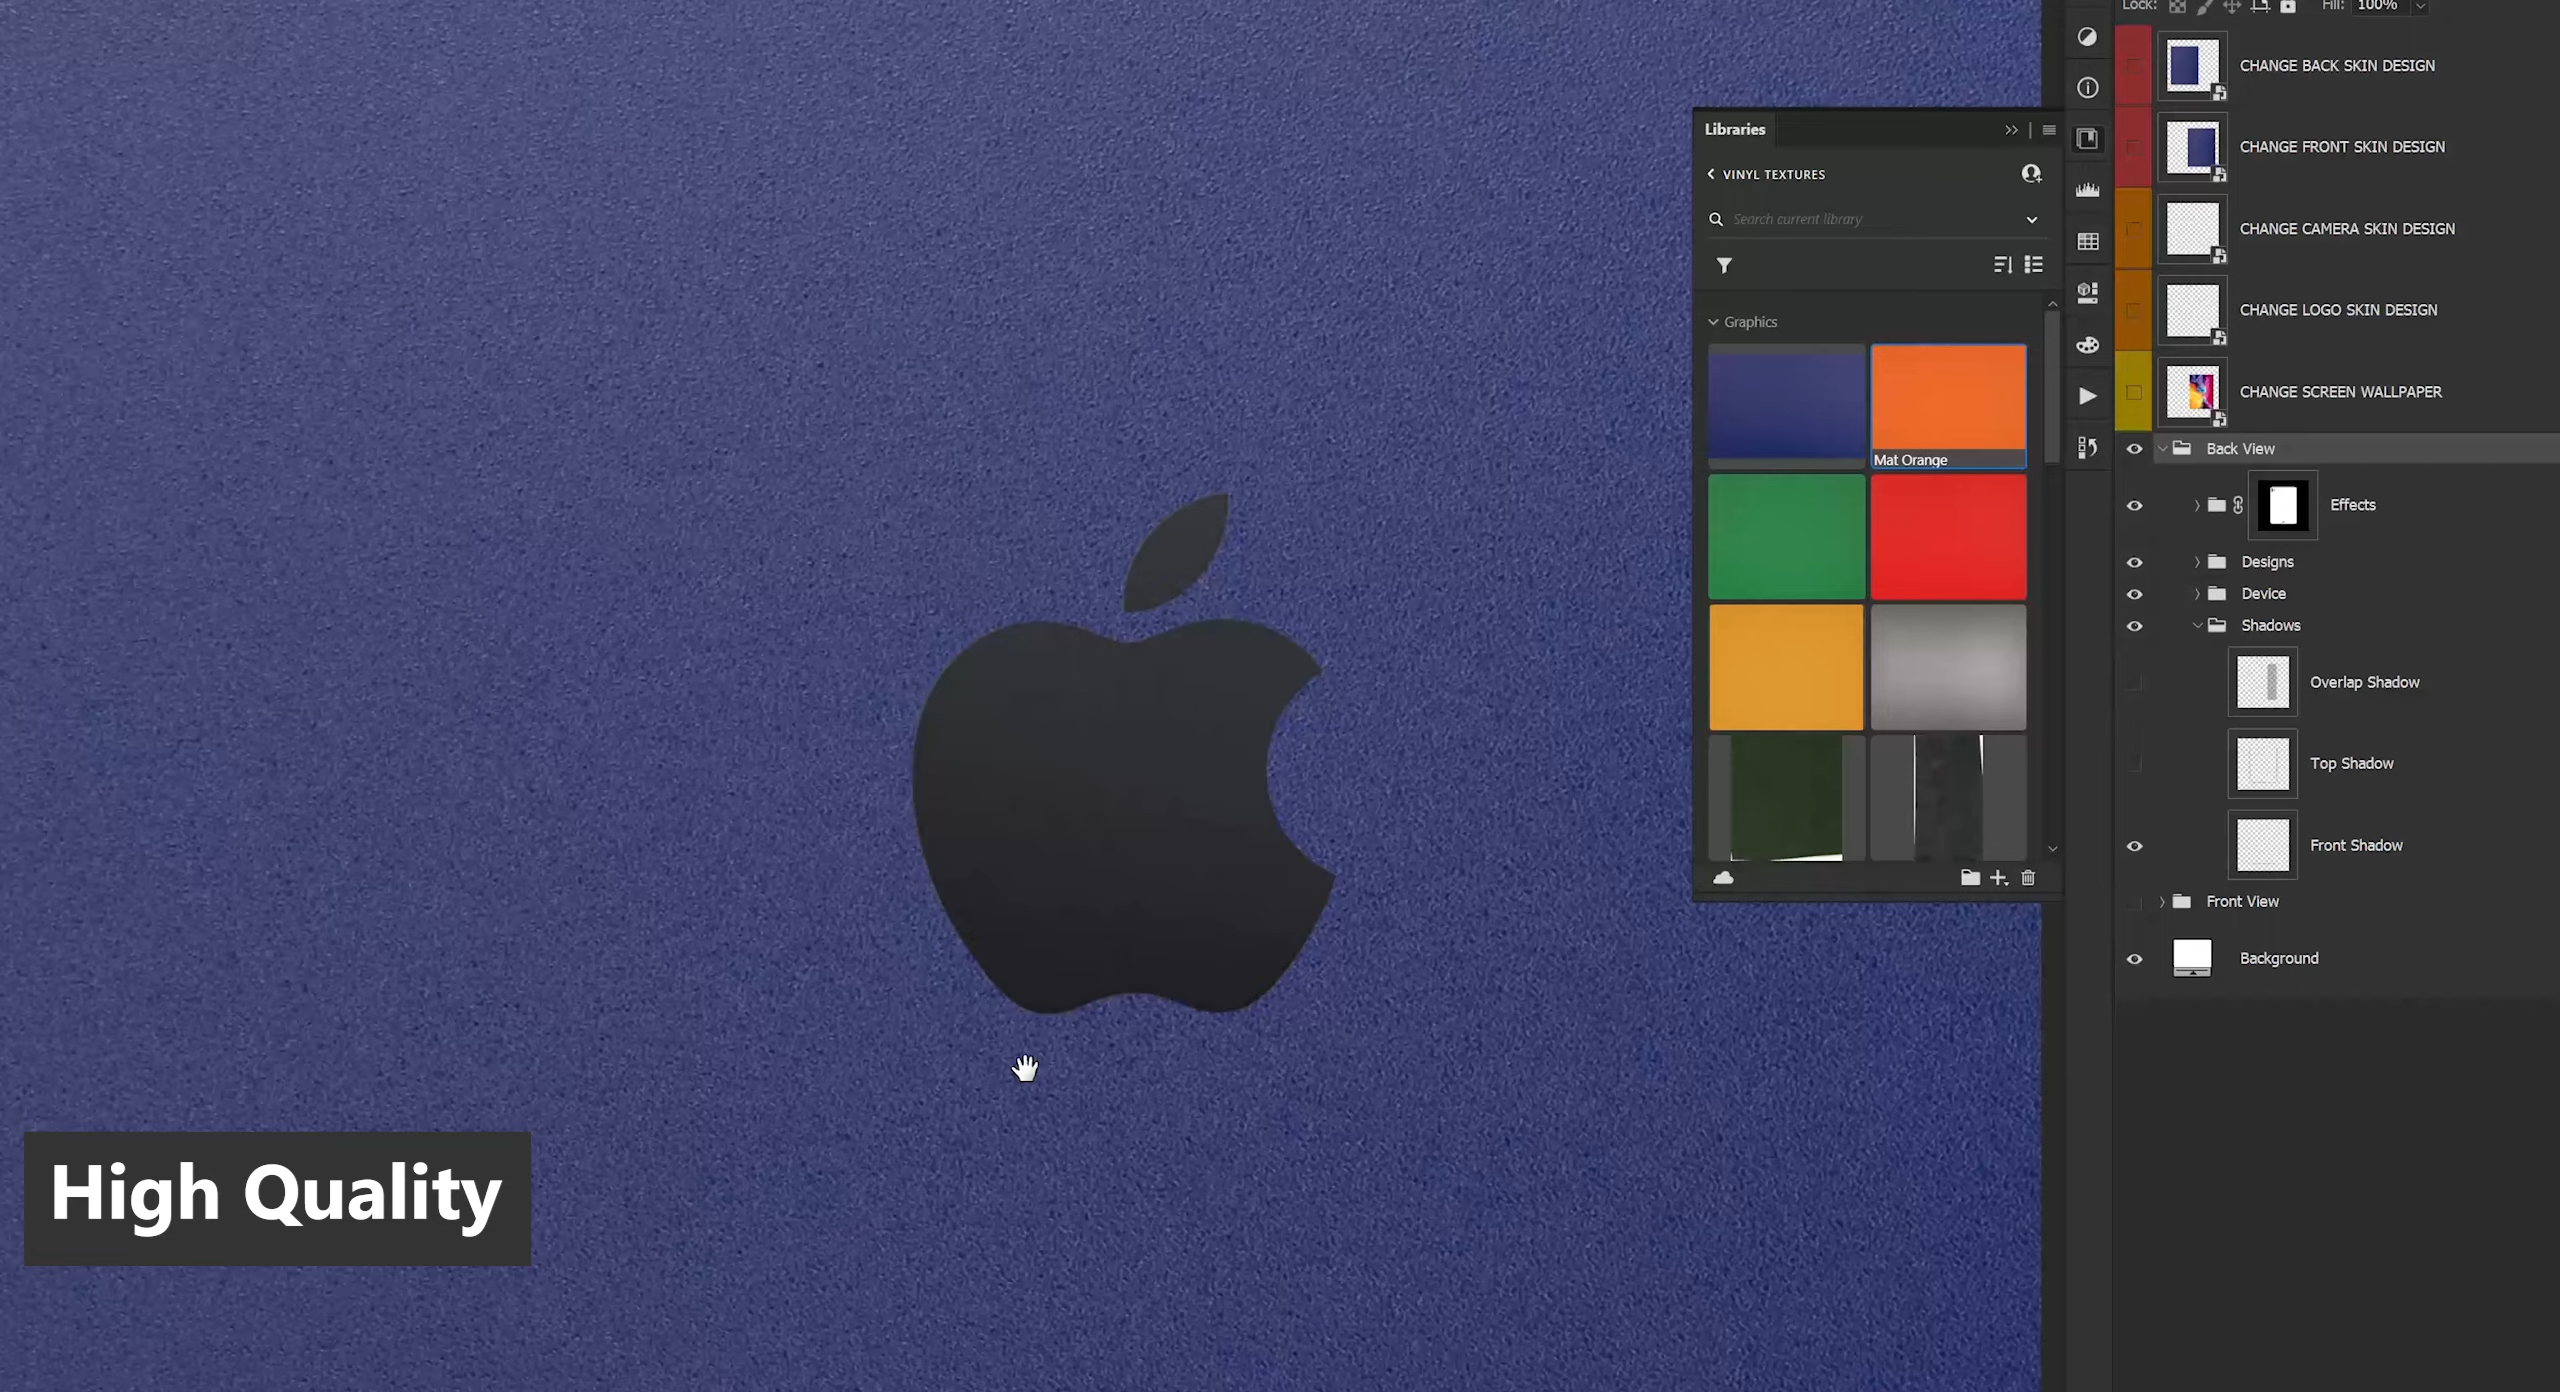 Lock:
Fill: 100%
CHANGE BACK SKIN DESIGN
CHANGE FRONT SKIN DESIGN
CHANGE CAMERA SKIN DESIGN
CHANGE LOGO SKIN DESIGN
CHANGE SCREEN WALLPAPER
Back View
Effects
Designs
Device
Shadows
Overlap Shadow
Top Shadow
Front Shadow
Front View
Background
Libraries
VINYL TEXTURES
Search current library
Graphics
Mat Orange
High Quality